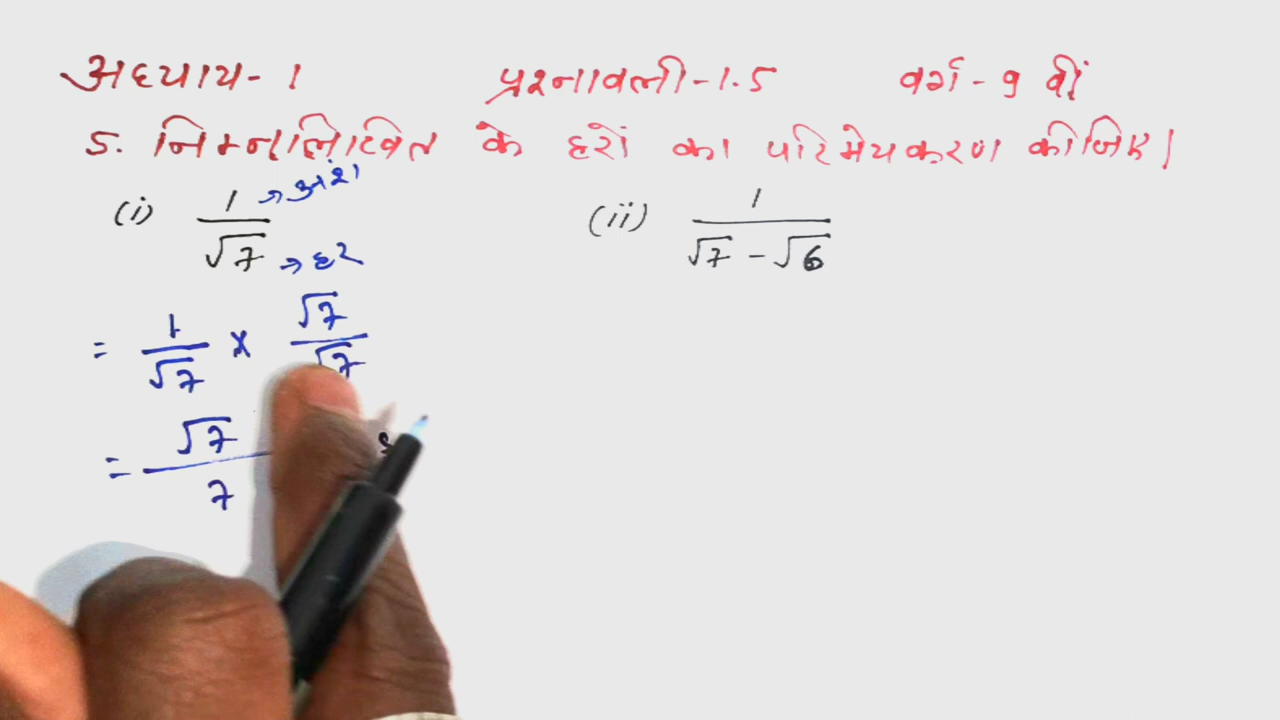 अध्याय-1 प्रश्नावली-1.5 वर्ग-9 वीं
5. निम्नलिखित के हरों का परिमेयकरण कीजिए।
(i) 1/√7 → अंश → हर
(ii) 1/(√7 - √6)
= 1/√7 × √7/√7
= √7/7